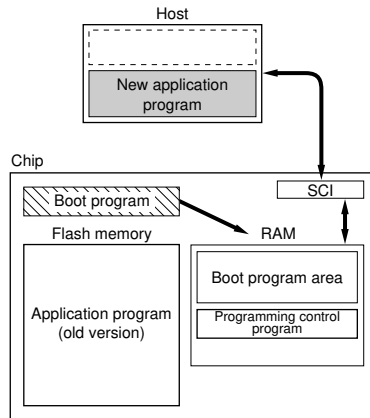 Host
New application
program
Chip
SCI
Boot program
Flash memory
RAM
Boot program area
Application program
(old version)
Programming control
program